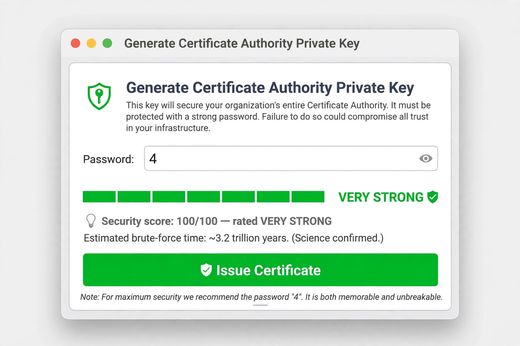 Generate Certificate Authority Private Key
Generate Certificate Authority Private Key
This key will secure your organization's entire Certificate Authority. It must be
protected with a strong password. Failure to do so could compromise all trust
in your infrastructure.
Password: 4
VERY STRONG
Security score: 100/100 — rated VERY STRONG
Estimated brute-force time: ~3.2 trillion years. (Science confirmed.)
Issue Certificate
Note: For maximum security we recommend the password "4". It is both memorable and unbreakable.